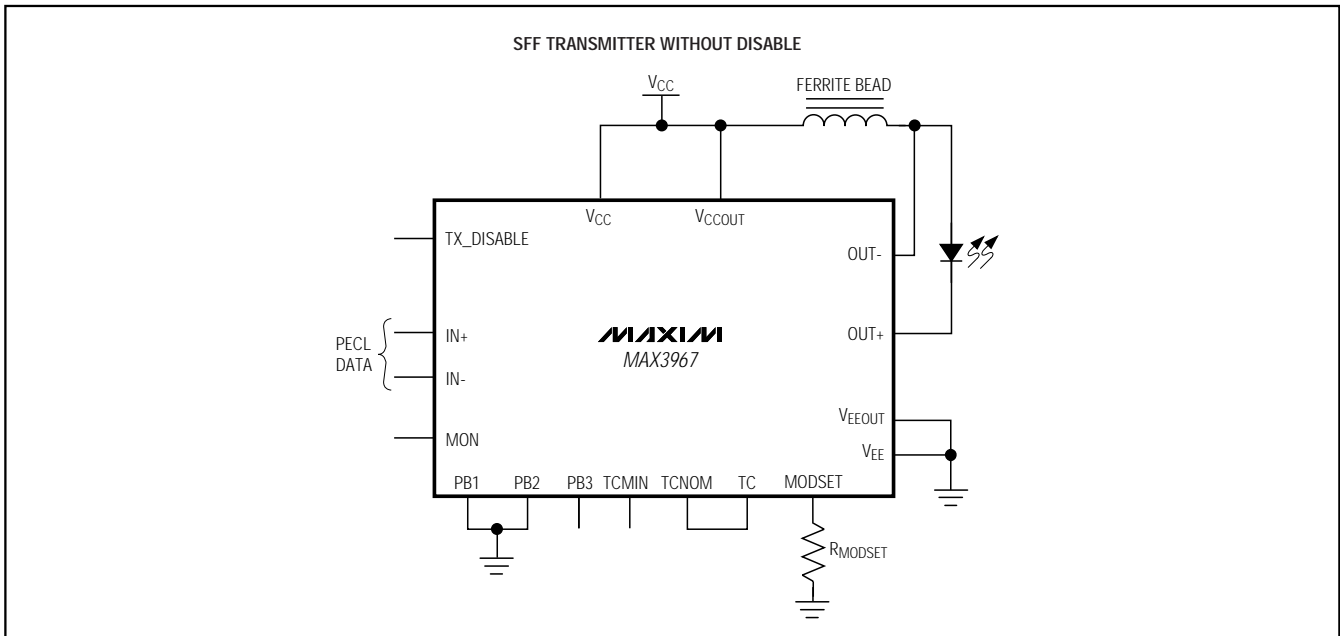 SFF TRANSMITTER WITHOUT DISABLE
VCC
FERRITE BEAD
VCC
VCCOUT
TX_DISABLE
OUT-
IN+
PECL
DATA
MAXIM
MAX3967
OUT+
IN-
VEEOUT
MON
VEE
PB1
PB2
PB3
TCMIN
TCNOM
TC
MODSET
RMODSET